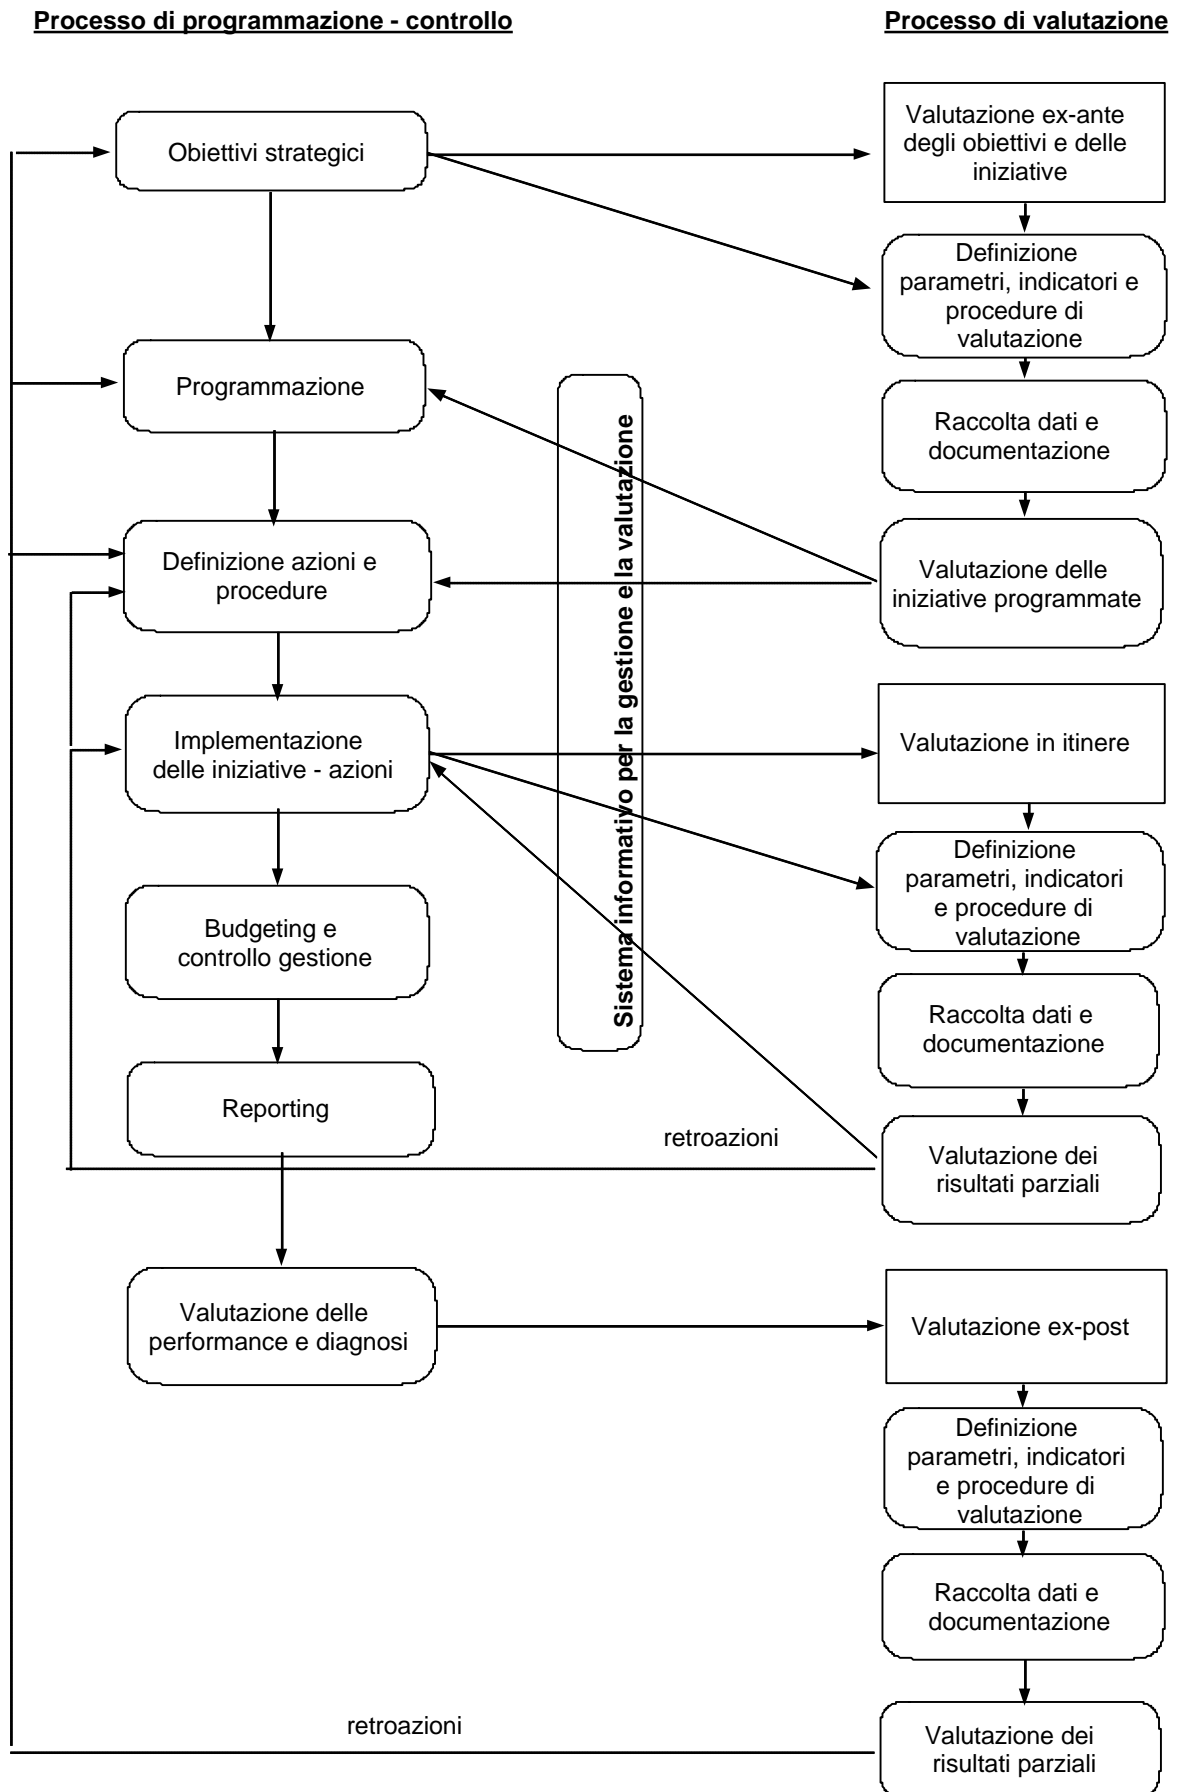 Processo di programmazione - controllo
Processo di valutazione
Obiettivi strategici
Valutazione ex-ante
degli obiettivi e delle
iniziative
Definizione
parametri, indicatori e
procedure di
valutazione
Programmazione
Raccolta dati e
documentazione
Sistema informativo per la gestione e la valutazione
Definizione azioni e
procedure
Valutazione delle
iniziative programmate
Implementazione
delle iniziative - azioni
Valutazione in itinere
Definizione
parametri, indicatori
e procedure di
valutazione
Budgeting e
controllo gestione
Raccolta dati e
documentazione
Reporting
retroazioni
Valutazione dei
risultati parziali
Valutazione delle
performance e diagnosi
Valutazione ex-post
Definizione
parametri, indicatori
e procedure di
valutazione
Raccolta dati e
documentazione
retroazioni
Valutazione dei
risultati parziali